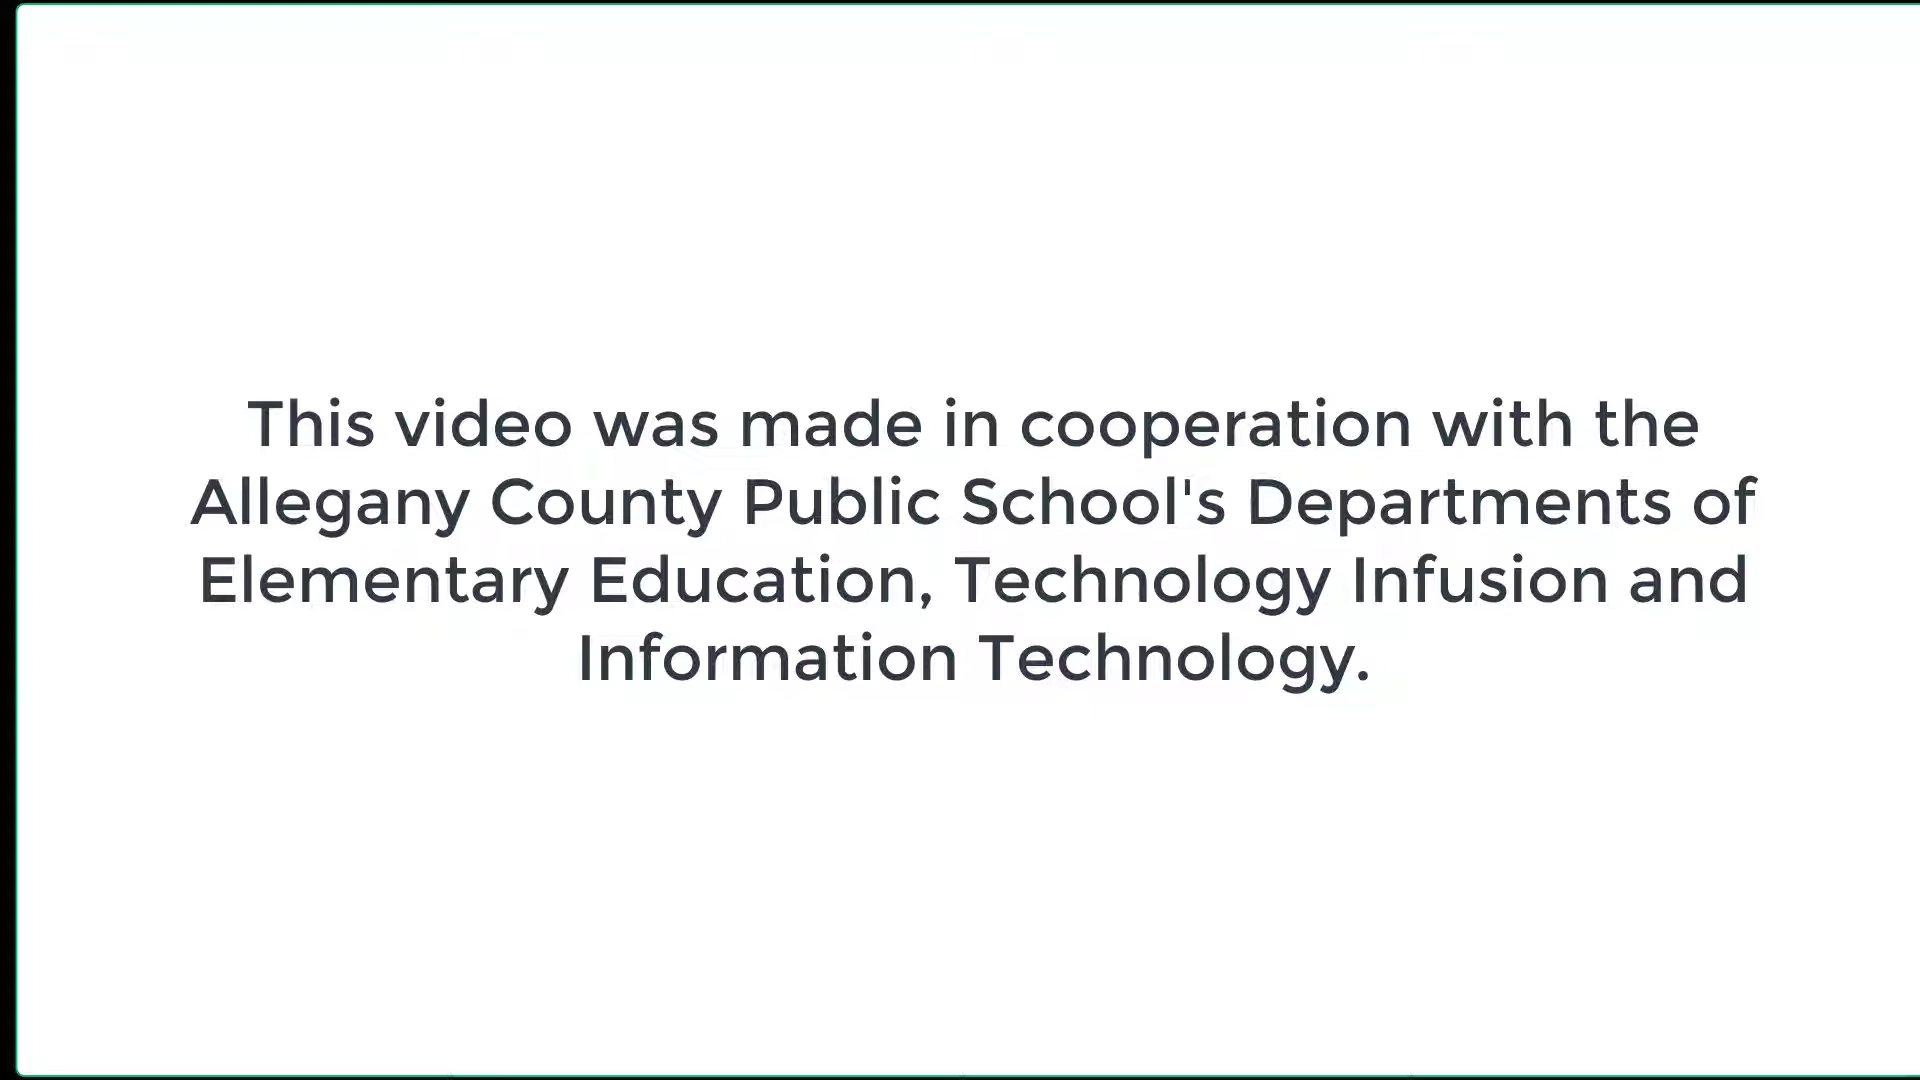 This video was made in cooperation with the
Allegany County Public School's Departments of
Elementary Education, Technology Infusion and
Information Technology.